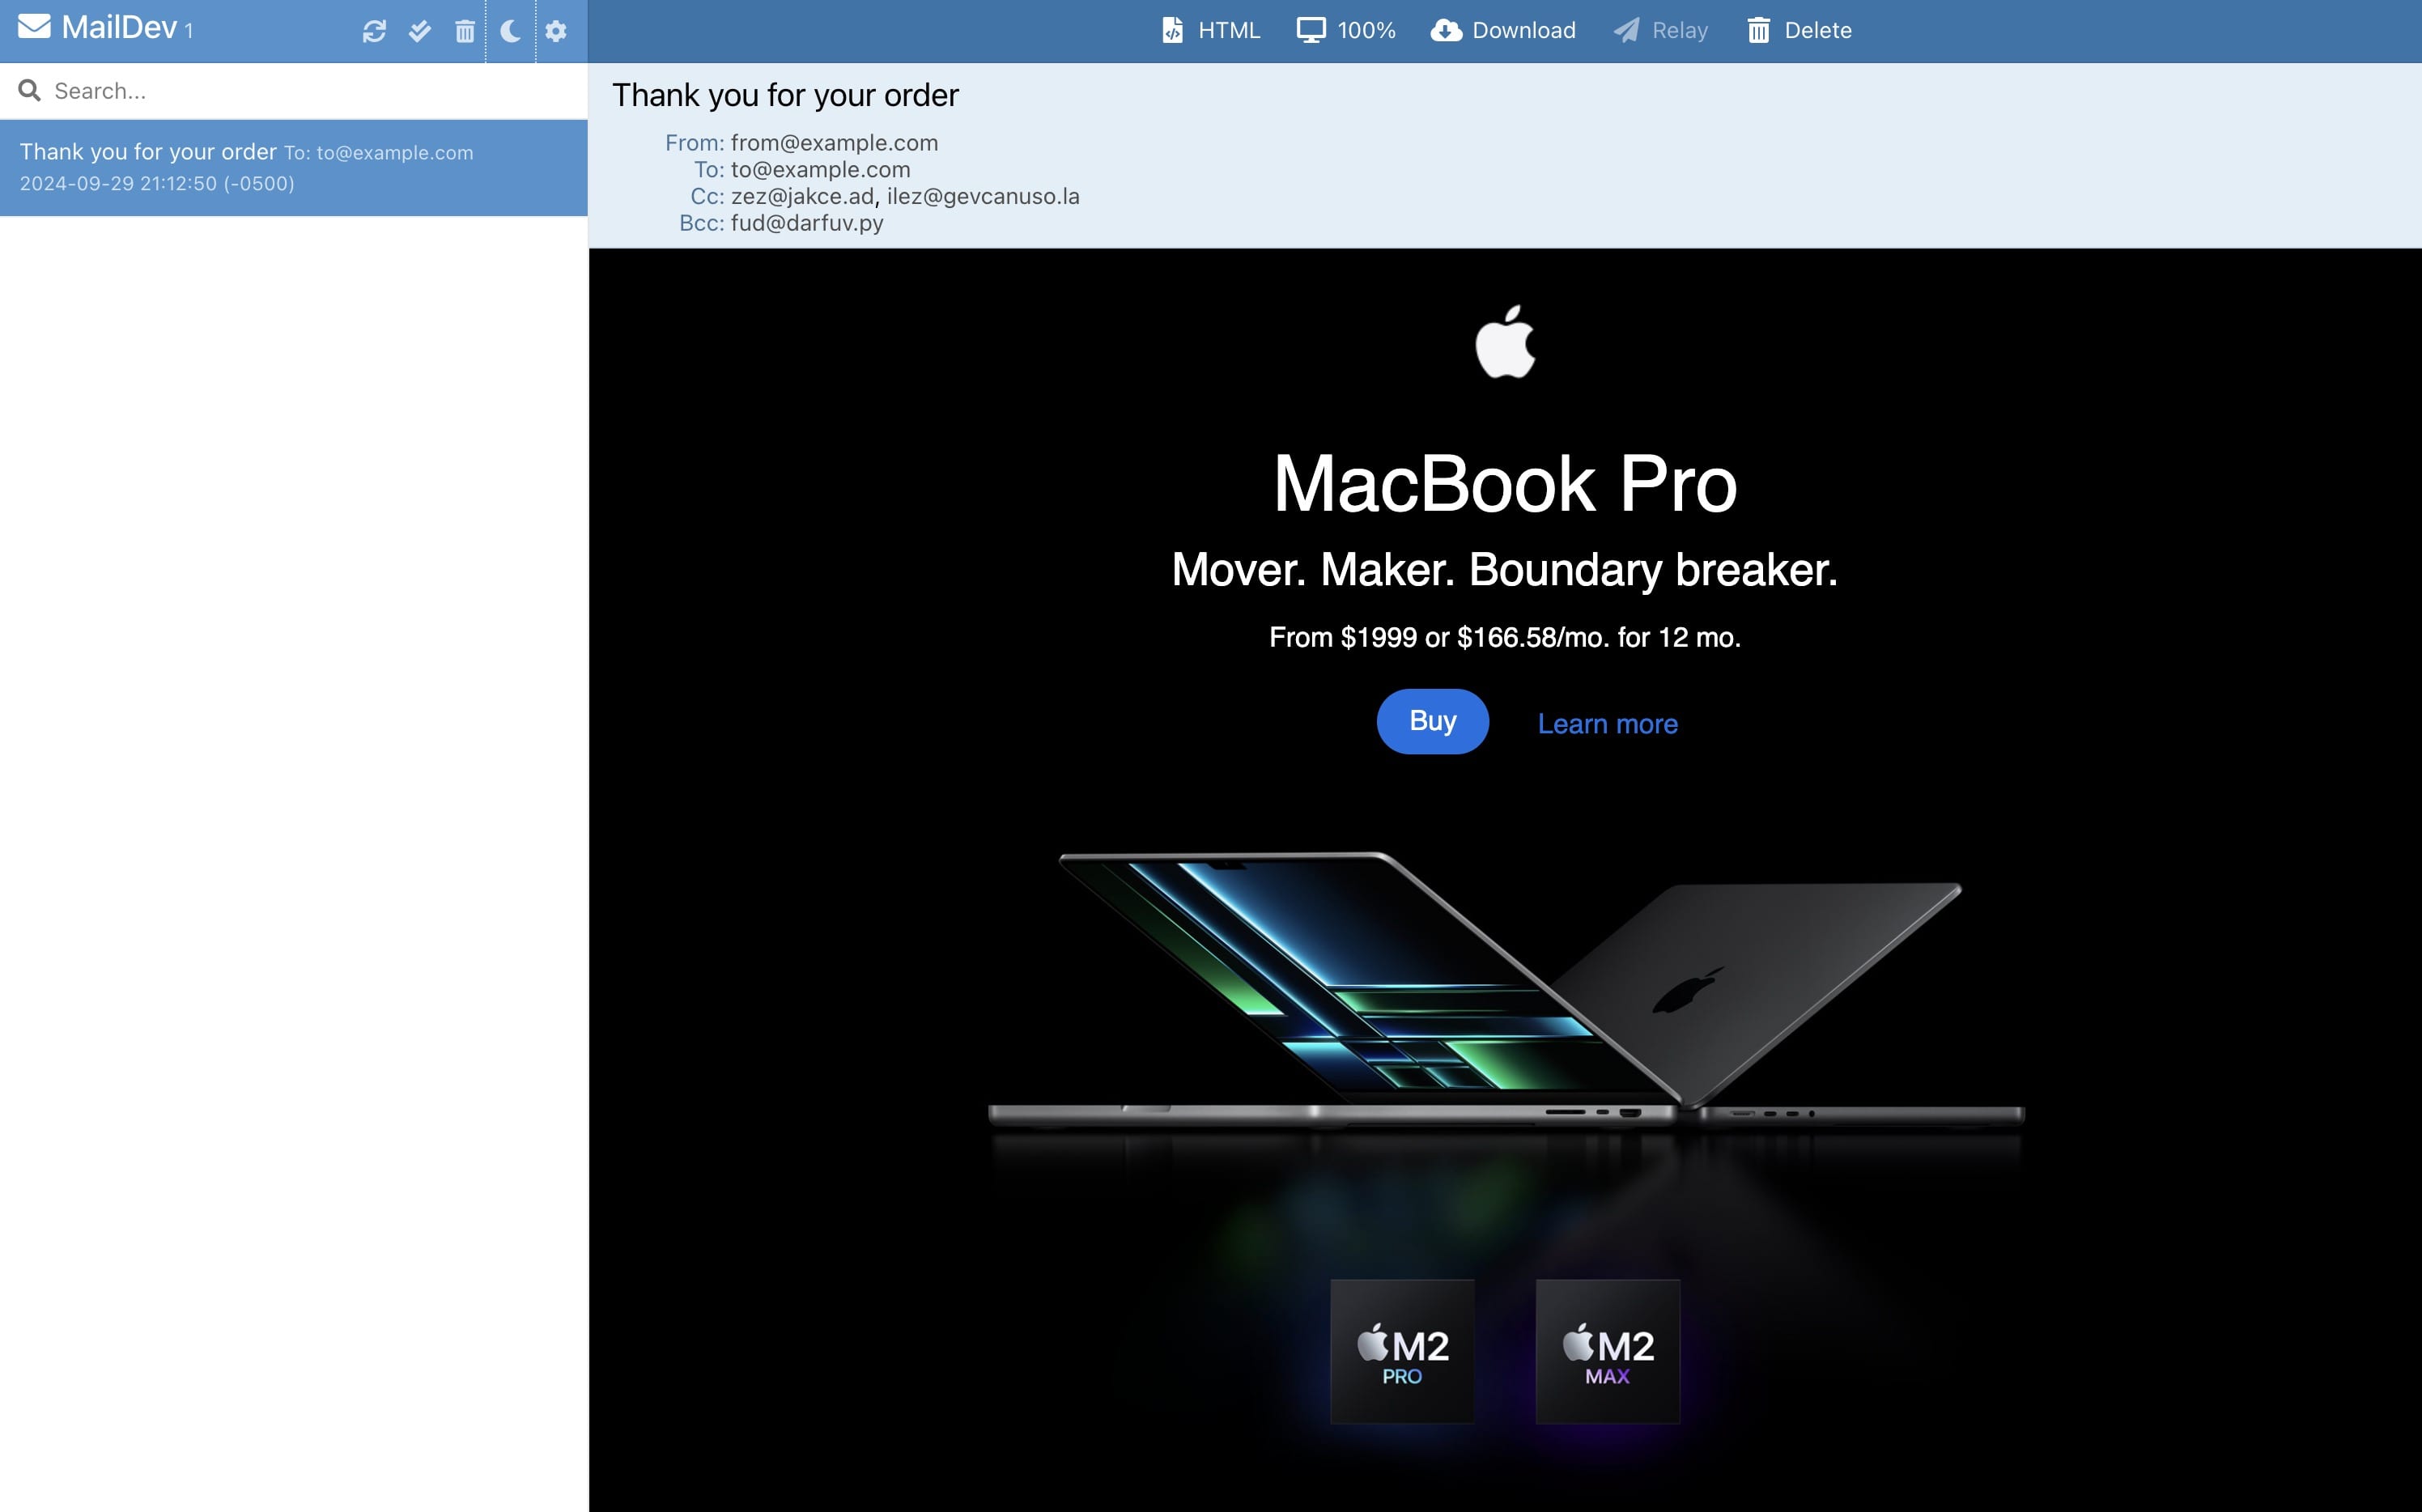 MailDev 1
HTML
100%
Download
Relay
Delete
Search...
Thank you for your order To: to@example.com
2024-09-29 21:12:50 (-0500)
Thank you for your order
From: from@example.com
To: to@example.com
Cc: zez@jakce.ad, ilez@gevcanuso.la
Bcc: fud@darfuv.py
MacBook Pro
Mover. Maker. Boundary breaker.
From $1999 or $166.58/mo. for 12 mo.
Buy
Learn more
M2
PRO
M2
MAX